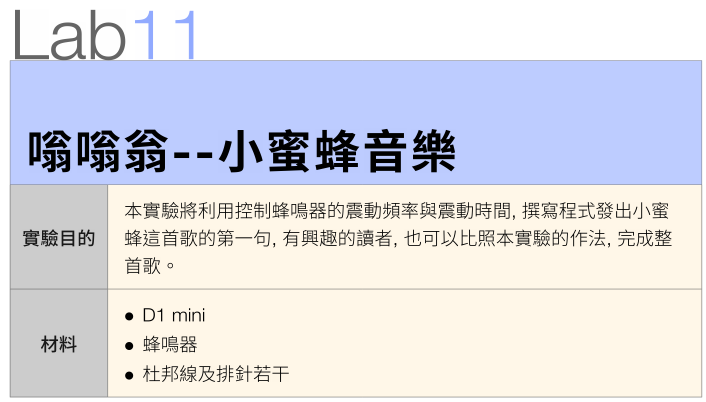 Lab11
嗡嗡翁--小蜜蜂音樂
實驗目的
本實驗將利用控制蜂鳴器的震動頻率與震動時間, 撰寫程式發出小蜜
蜂這首歌的第一句, 有興趣的讀者, 也可以比照本實驗的作法, 完成整
首歌。
材料
● D1 mini
● 蜂鳴器
● 杜邦線及排針若干